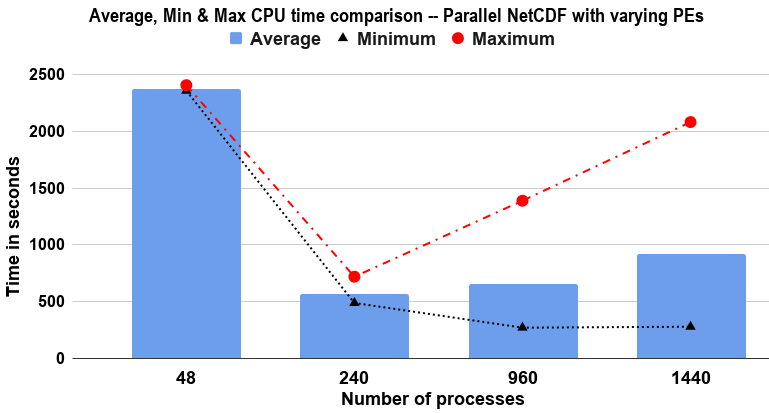 Average, Min & Max CPU time comparison -- Parallel NetCDF with varying PEs
Average Minimum Maximum
2500
2000
1500
1000
500
0
Time in seconds
48 240 960 1440
Number of processes